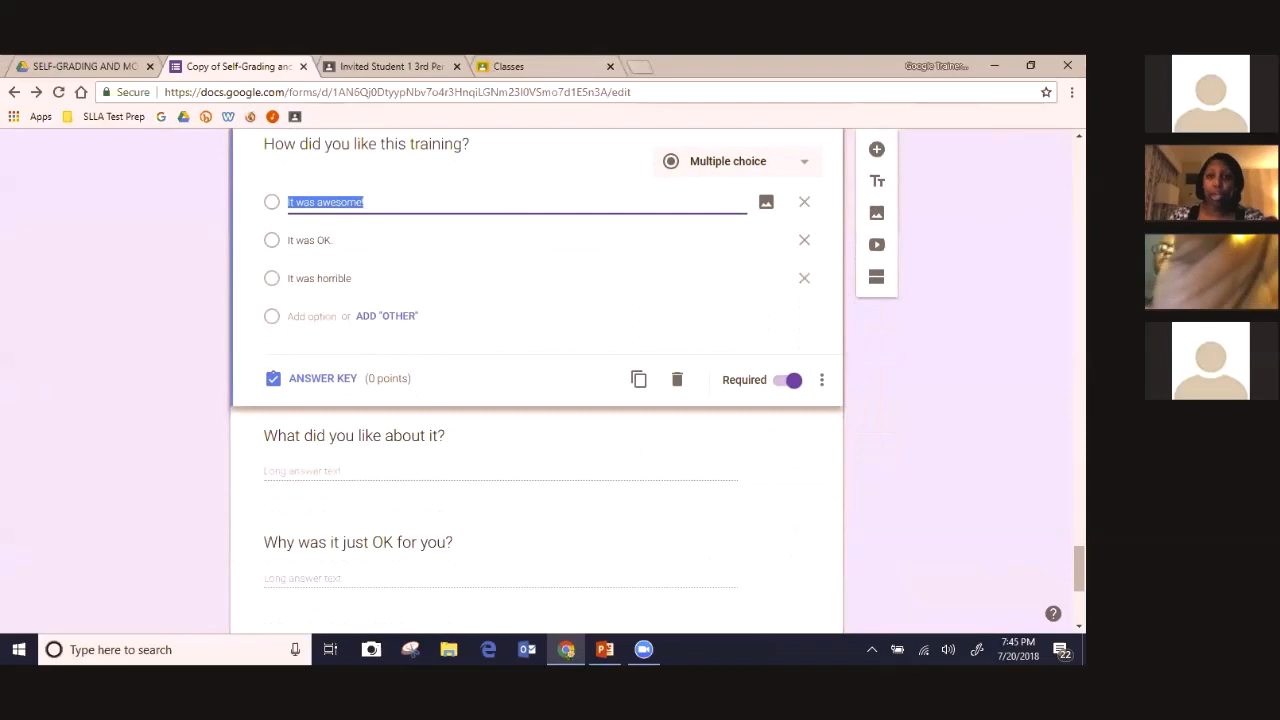 SELF-GRADING AND MC
Copy of Self-Grading anc
Invited Student 1 3rd Per
Classes
Google Trainer...
Secure
https://docs.google.com/forms/d/1AN6Qj0DtyypNbv7o4r3HnqiLGNm23I0VSmo7d1E5n3A/edit
Apps
SLLA Test Prep
How did you like this training?
Multiple choice
It was awesome!
It was OK.
It was horrible
Add option or ADD "OTHER"
ANSWER KEY (0 points)
Required
What did you like about it?
Long answer text
Why was it just OK for you?
Long answer text
Type here to search
7:45 PM
7/20/2018
22